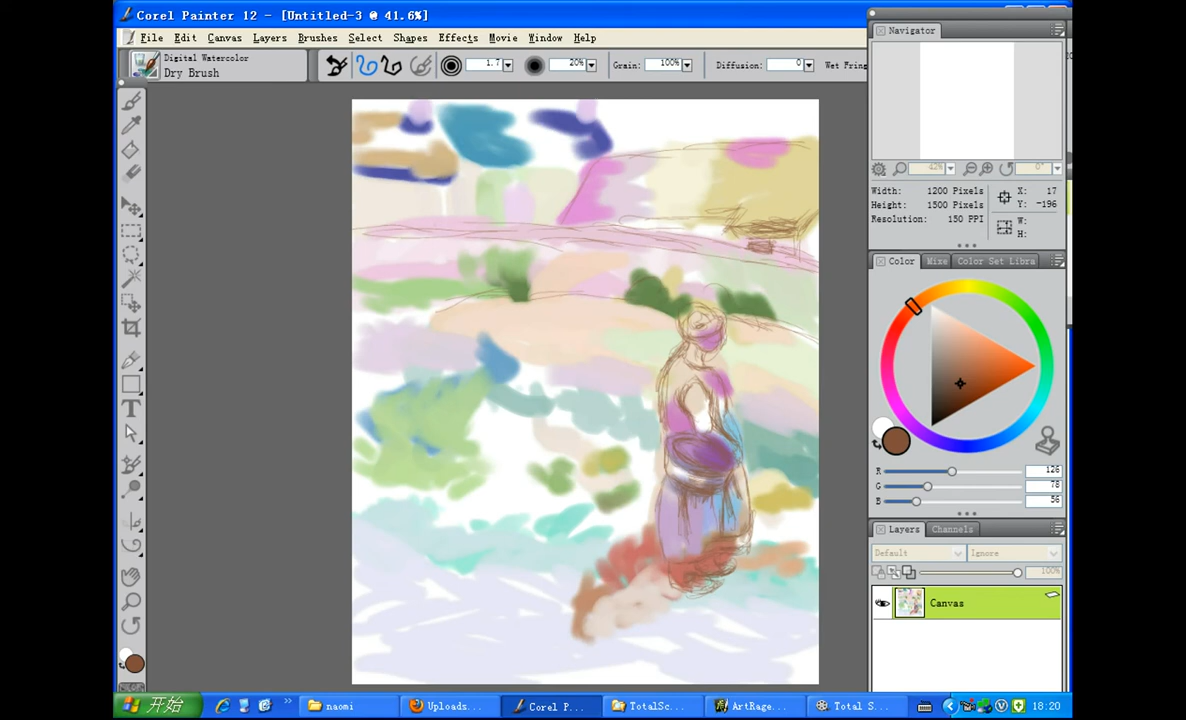 Corel Painter 12 - [Untitled-3 @ 41.6%]
File Edit Canvas Layers Brushes Select Shapes Effects Movie Window Help
Digital Watercolor
Dry Brush
1.7 20% Grain: 100% Diffusion: 0 Wet Fring
Navigator
42% 0°
Width: 1200 Pixels
Height: 1500 Pixels
Resolution: 150 PPI
X: 17
Y: -196
W:
H:
Color Mixe Color Set Libra
R 126
G 78
B 56
Layers Channels
Default Ignore
100%
Canvas
开始 naomi Uploads... Corel P... TotalSc... ArtRage... Total S... 18:20